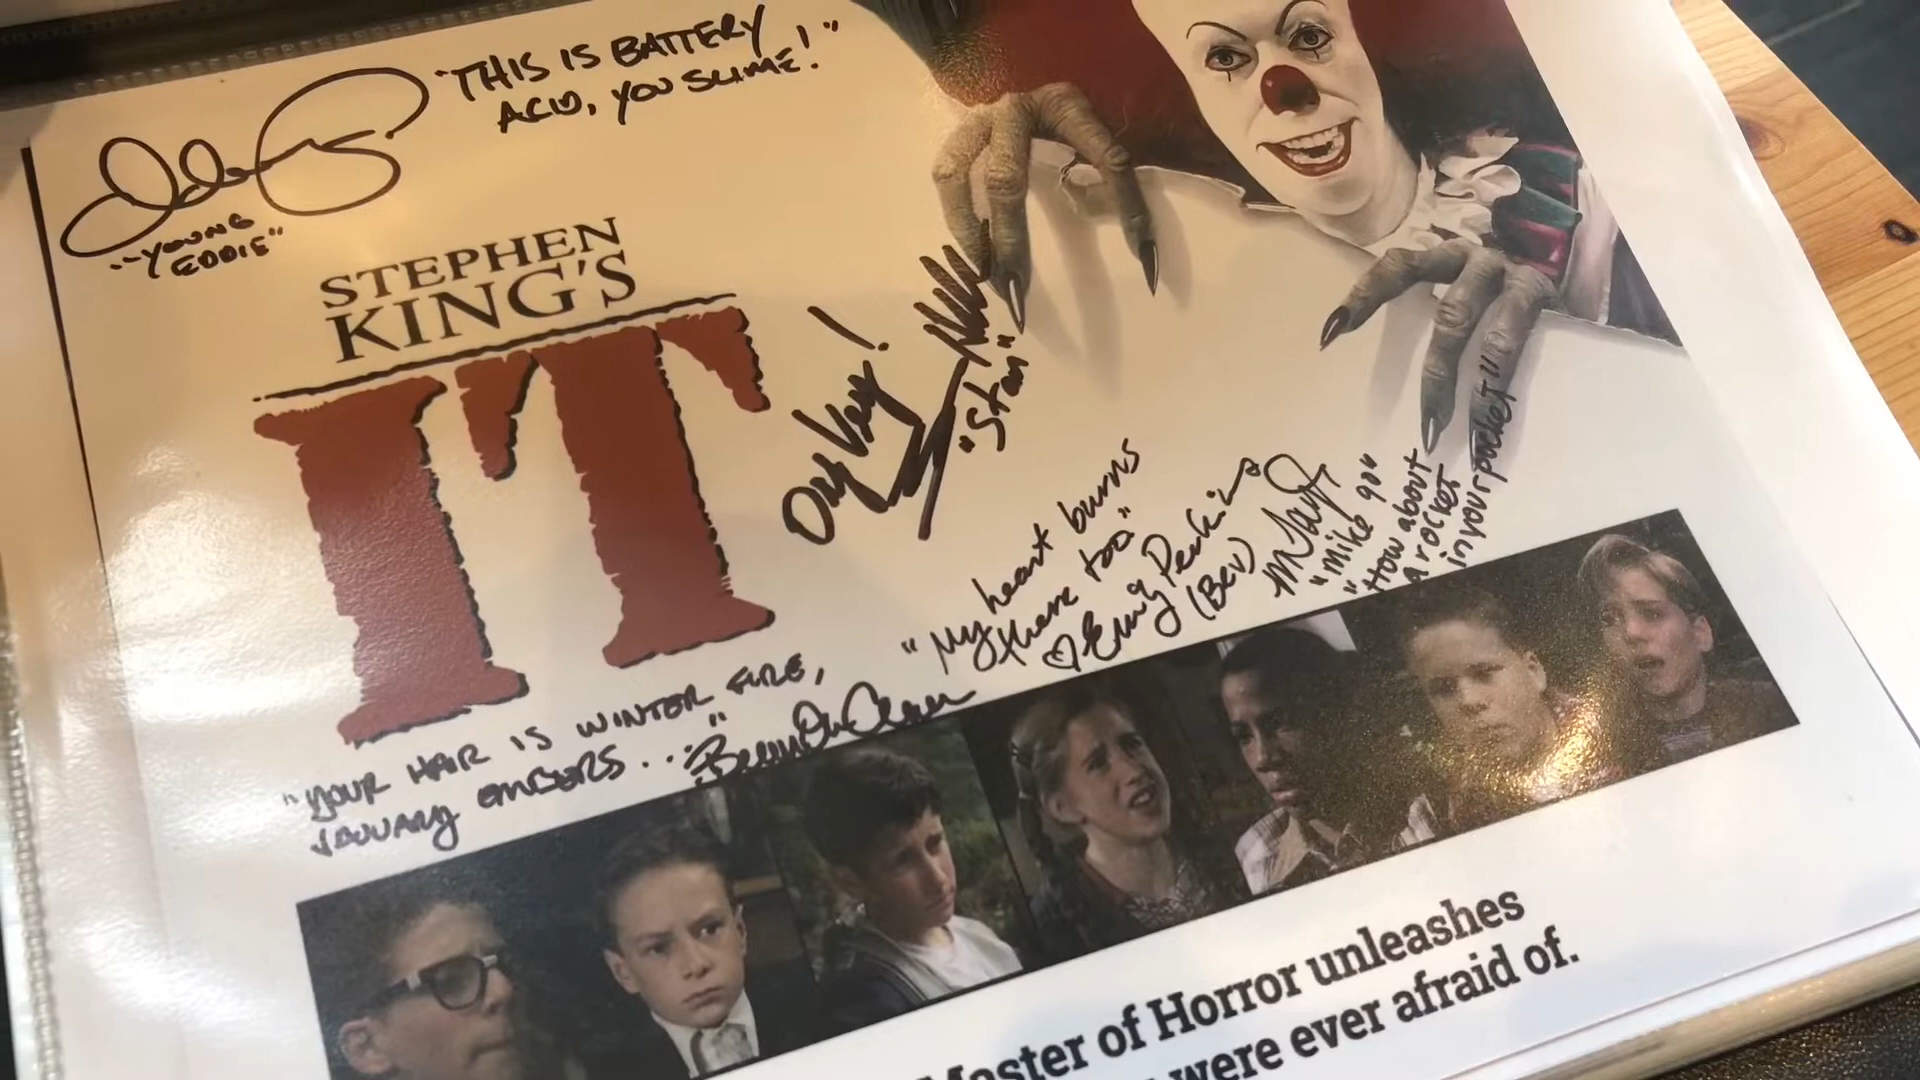 "THIS IS BATTERY
ACID, YOU SLIME!"
"YOUNG
EDDIE"
STEPHEN
KING'S
IT
Oy Vey!
"Stan"
"My heart burns
there too"
Emily Perkins
(Bev)
"Mike 90"
"How about
a rocket
in your pocket"
"YOUR HAIR IS WINTER FIRE,
JANUARY EMBERS..."
Master of Horror unleashes
were ever afraid of.